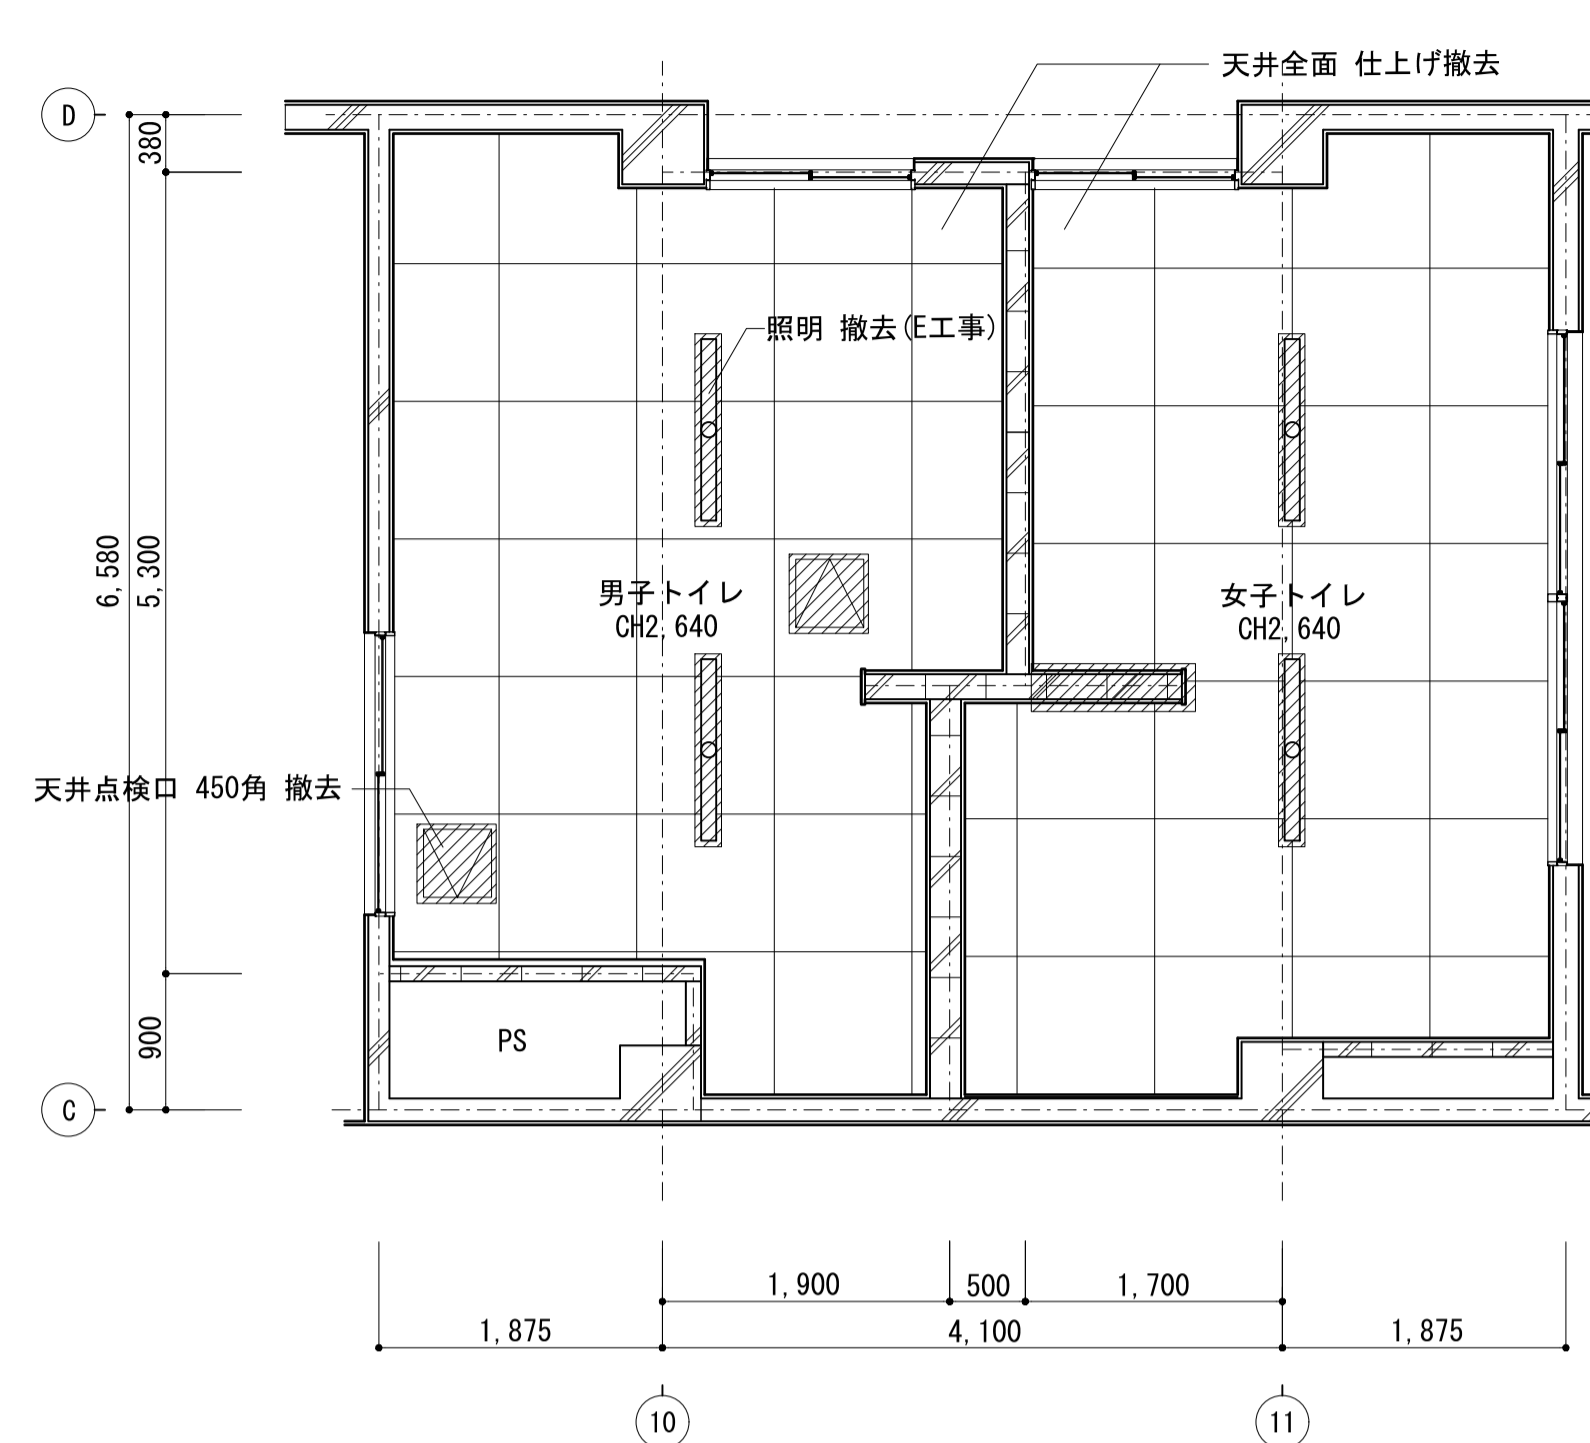 天井全面 仕上げ撤去
D
380
照明 撤去(E工事)
6,580
5,300
男子トイレ
CH2,640
女子トイレ
CH2,640
天井点検口 450角 撤去
900
PS
C
1,900
500
1,700
1,875
4,100
1,875
10
11